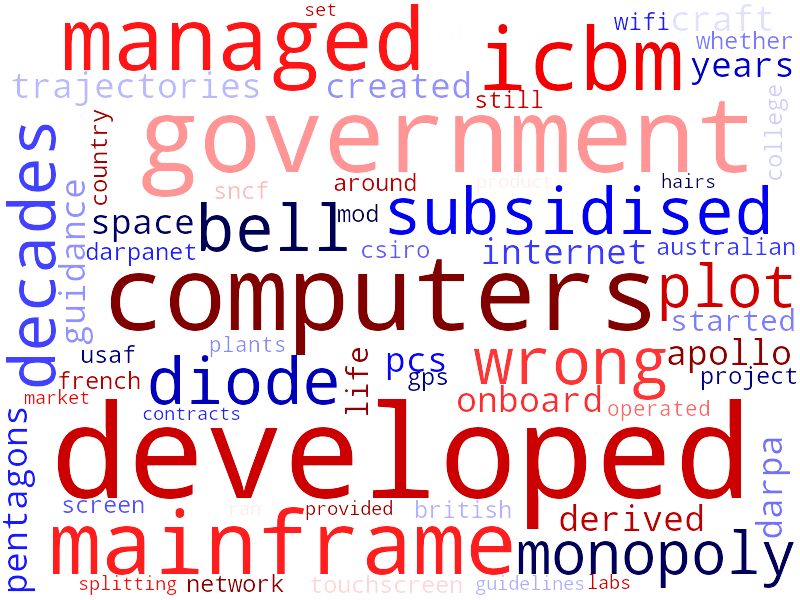 set
managed
icbm
wifi
craft
whether
years
trajectories
created
still
government
college
country
decades
guidance
sncf
around
product
hairs
space
bell
mod
subsidised
darpanet
csiro
internet
australian
computers
plot
started
usaf
plants
life
pcs
gps
wrong
apollo
project
french
diode
market
contracts
onboard
operated
developed
pentagons
screen
ran
provided
british
derived
darpa
mainframe
monopoly
splitting
network
touchscreen
guidelines
labs